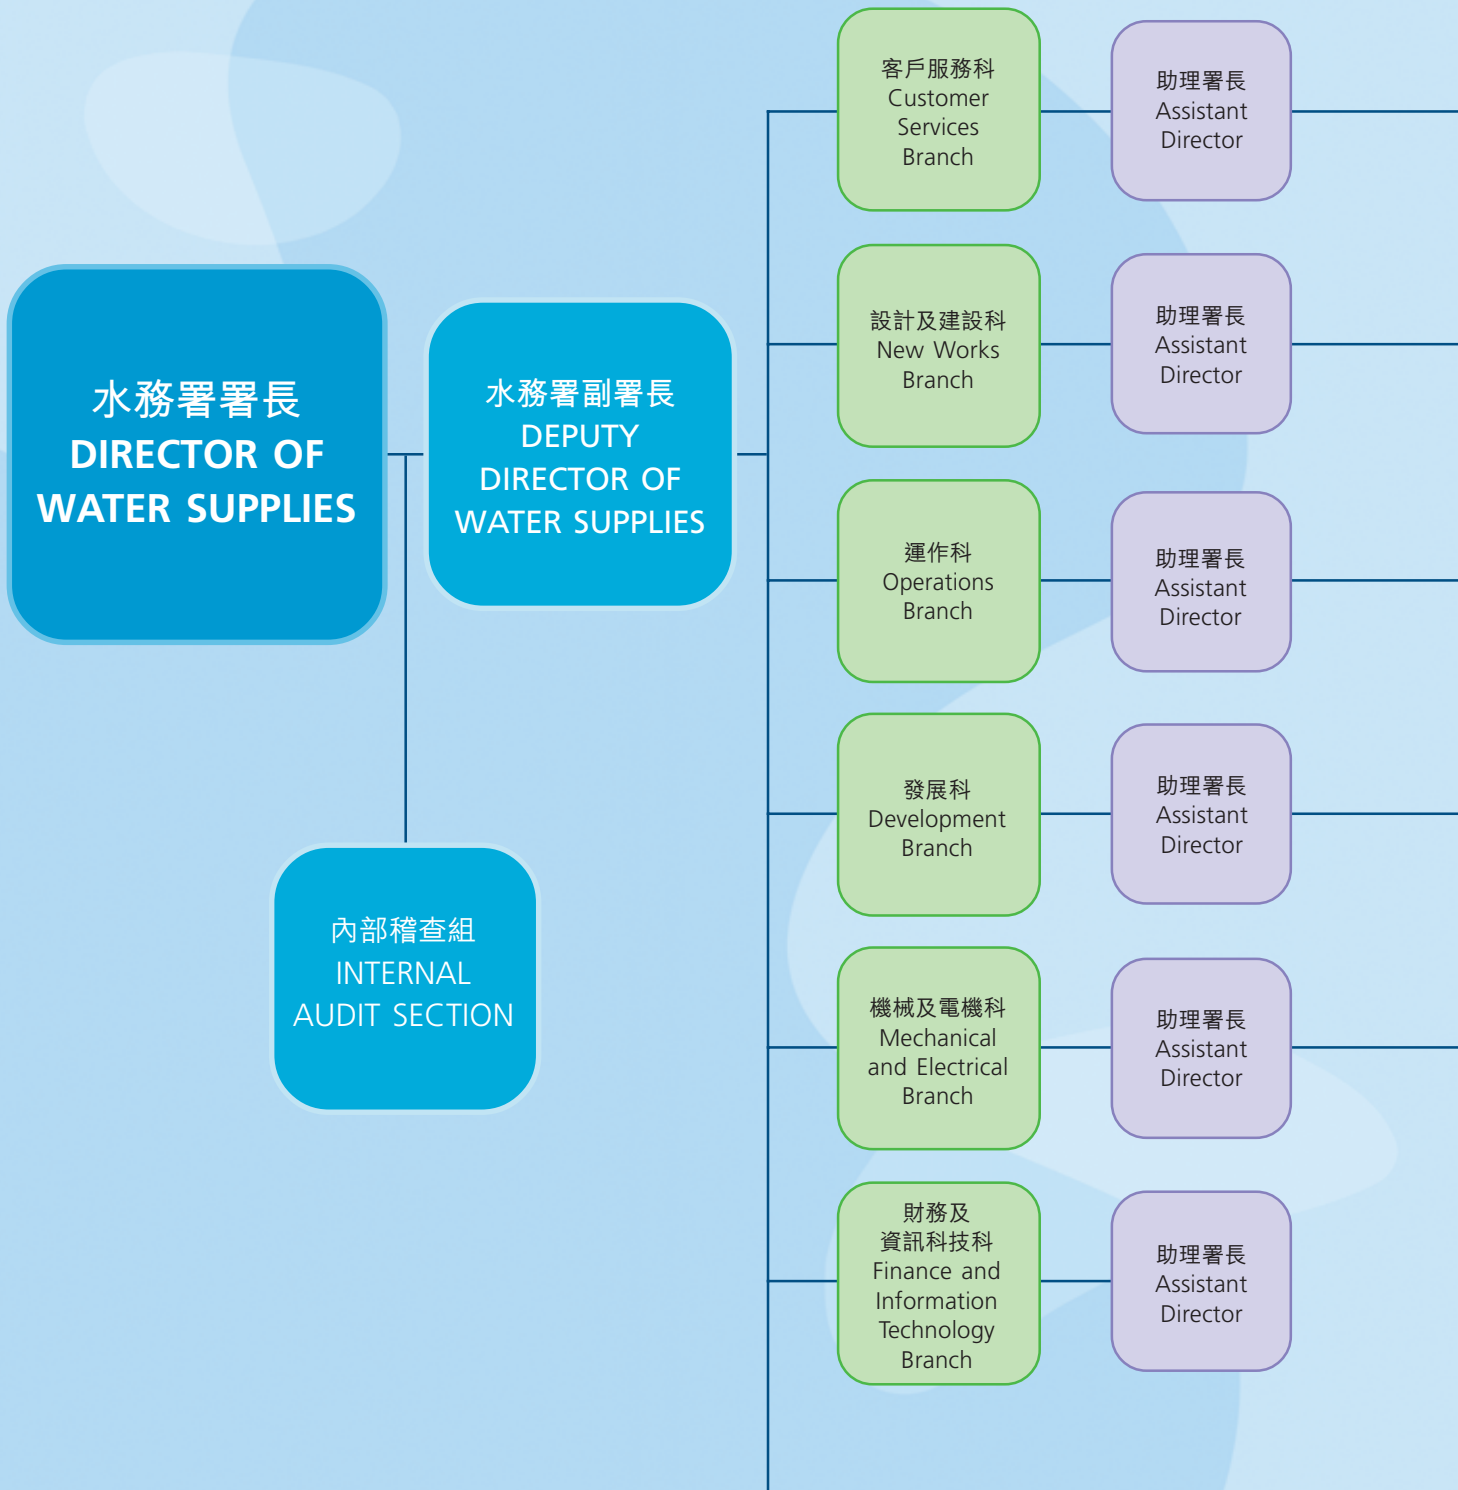 水務署署長
DIRECTOR OF
WATER SUPPLIES
水務署副署長
DEPUTY
DIRECTOR OF
WATER SUPPLIES
內部稽查組
INTERNAL
AUDIT SECTION
客戶服務科
Customer
Services
Branch
助理署長
Assistant
Director
設計及建設科
New Works
Branch
助理署長
Assistant
Director
運作科
Operations
Branch
助理署長
Assistant
Director
發展科
Development
Branch
助理署長
Assistant
Director
機械及電機科
Mechanical
and Electrical
Branch
助理署長
Assistant
Director
財務及
資訊科技科
Finance and
Information
Technology
Branch
助理署長
Assistant
Director